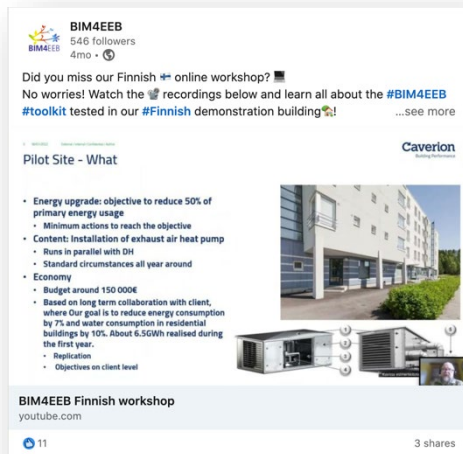 BIM4EEB
BIM4EEB
546 followers
4mo •
Did you miss our Finnish online workshop?
No worries! Watch the recordings below and learn all about the #BIM4EEB
#toolkit tested in our #Finnish demonstration building! ...see more
Caverion
Building Performance
Pilot Site - What
• Energy upgrade: objective to reduce 50% of
primary energy usage
• Minimum actions to reach the objective
• Content: Installation of exhaust air heat pump
• Runs in parallel with DH
• Standard circumstances all year around
• Economy
• Budget around 150 000€
• Based on long term collaboration with client,
where Our goal is to reduce energy consumption
by 7% and water consumption in residential
buildings by 10%. About 6.5GWh realised during
the first year.
• Replication
• Objectives on client level
1
2
3
4
BIM4EEB Finnish workshop
youtube.com
11
3 shares